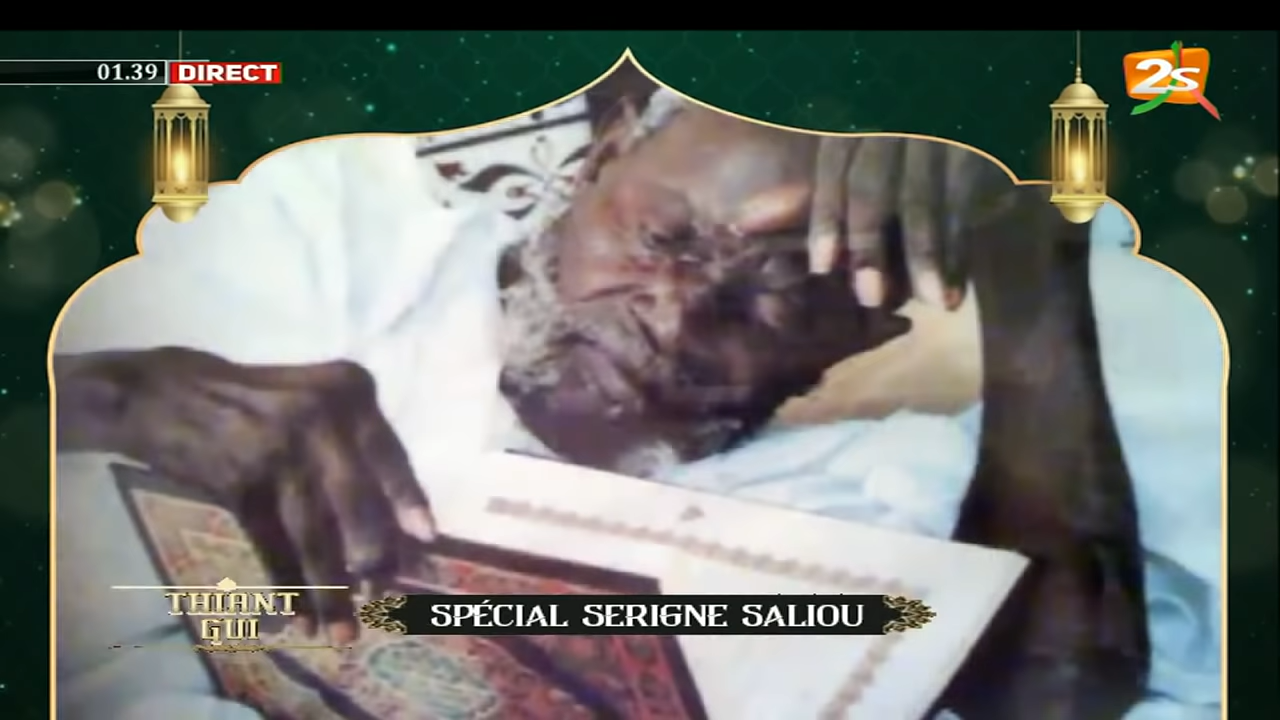 01.39 DIRECT
2S
THIANT
GUI
SPÉCIAL SERIGNE SALIOU